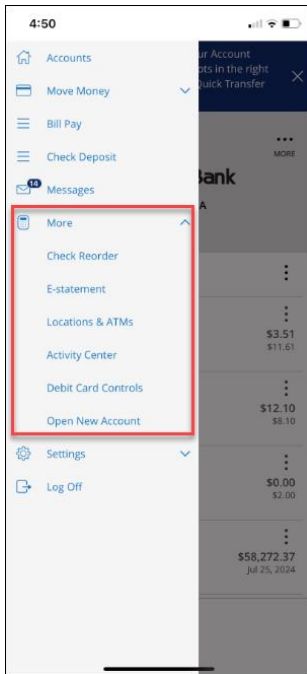 4:50
Accounts
ur Account
ots in the right
Quick Transfer
Move Money
Bill Pay
MORE
Check Deposit
14
Messages
Bank
A
More
Check Reorder
E-statement
Locations & ATMs
$3.51
$11.61
Activity Center
Debit Card Controls
$12.10
$8.10
Open New Account
Settings
Log Off
$0.00
$2.00
$58,272.37
Jul 25, 2024